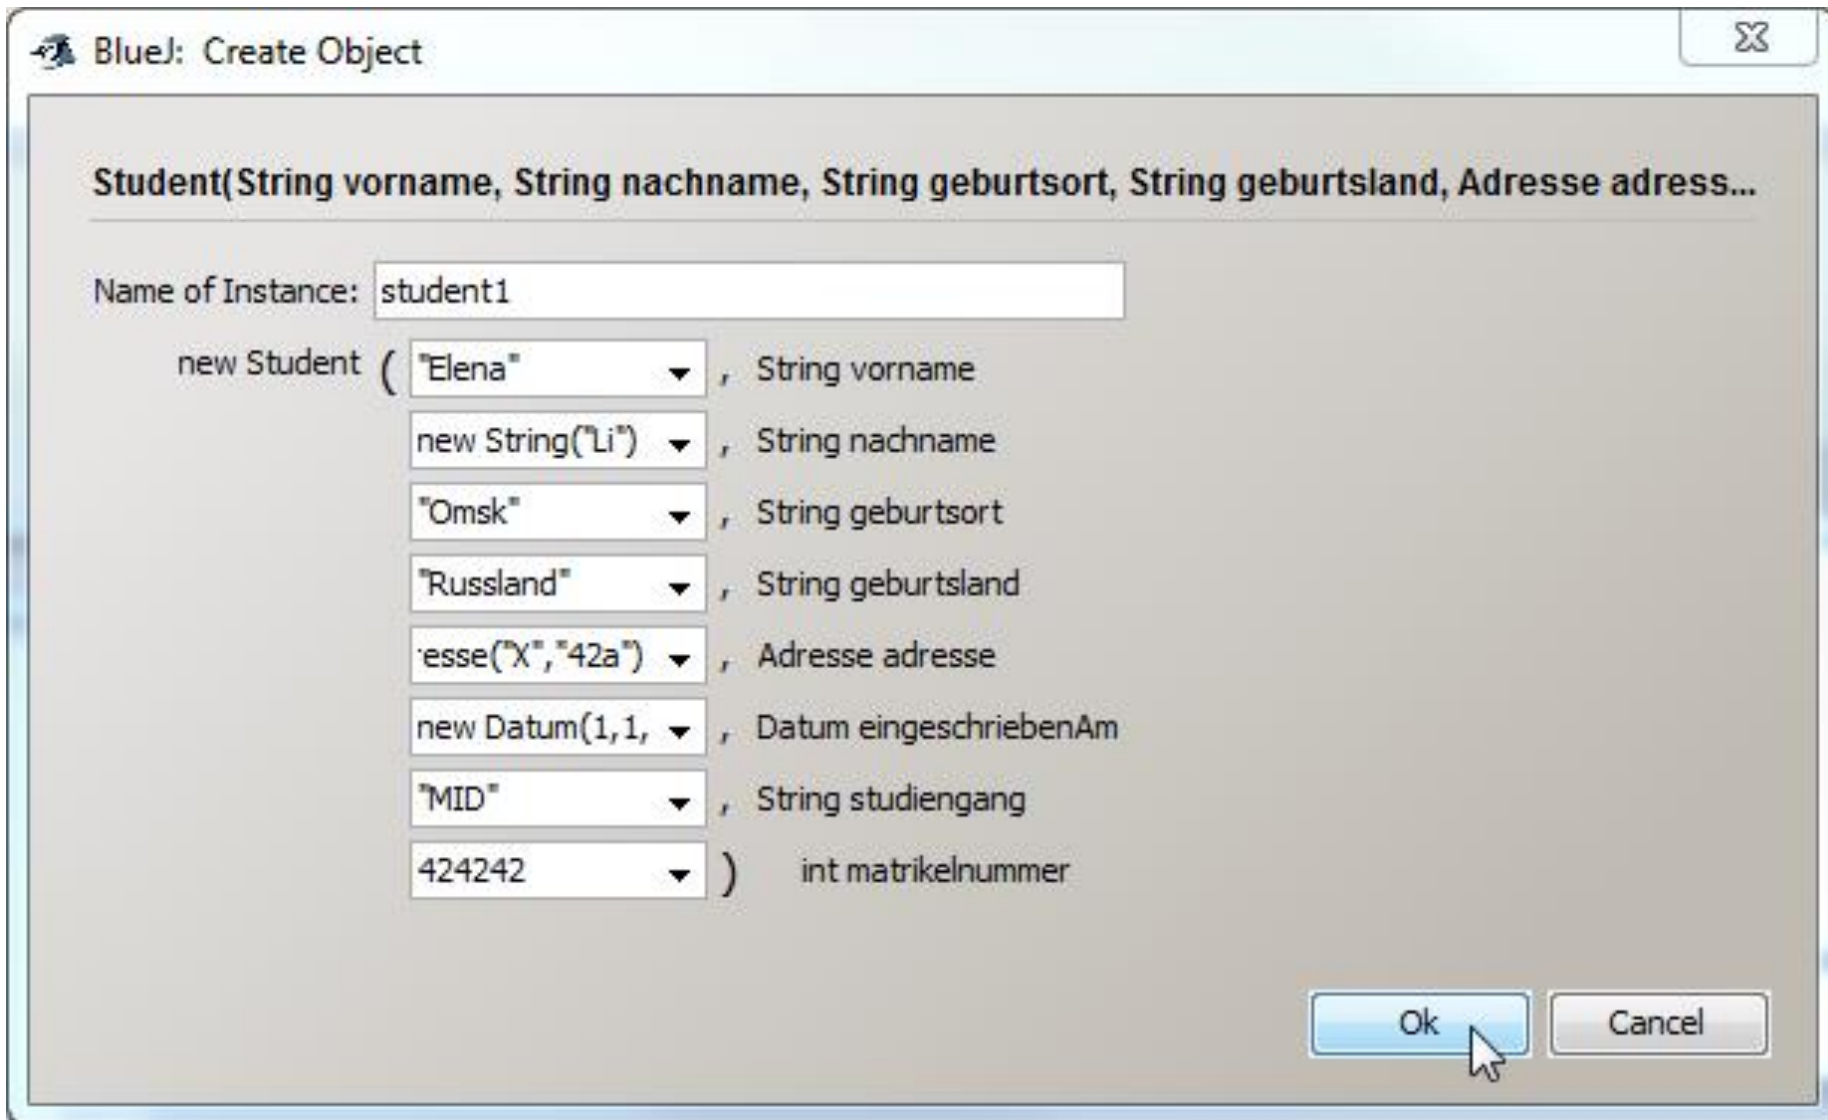 BlueJ: Create Object
Student(String vorname, String nachname, String geburtsort, String geburtsland, Adresse adress...
Name of Instance: student1
new Student ( "Elena" , String vorname
new String("Li") , String nachname
"Omsk" , String geburtsort
"Russland" , String geburtsland
esse("X","42a") , Adresse adresse
new Datum(1,1, , Datum eingeschriebenAm
"MID" , String studiengang
424242 ) int matrikelnummer
Ok Cancel